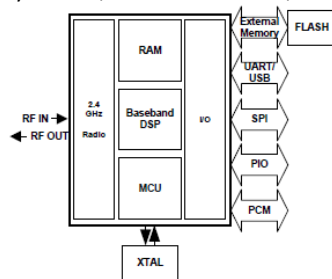 External
Memory
FLASH
RAM
UART/
USB
2.4
GHz
Radio
Baseband
DSP
I/O
SPI
RF IN
RF OUT
PIO
MCU
PCM
XTAL